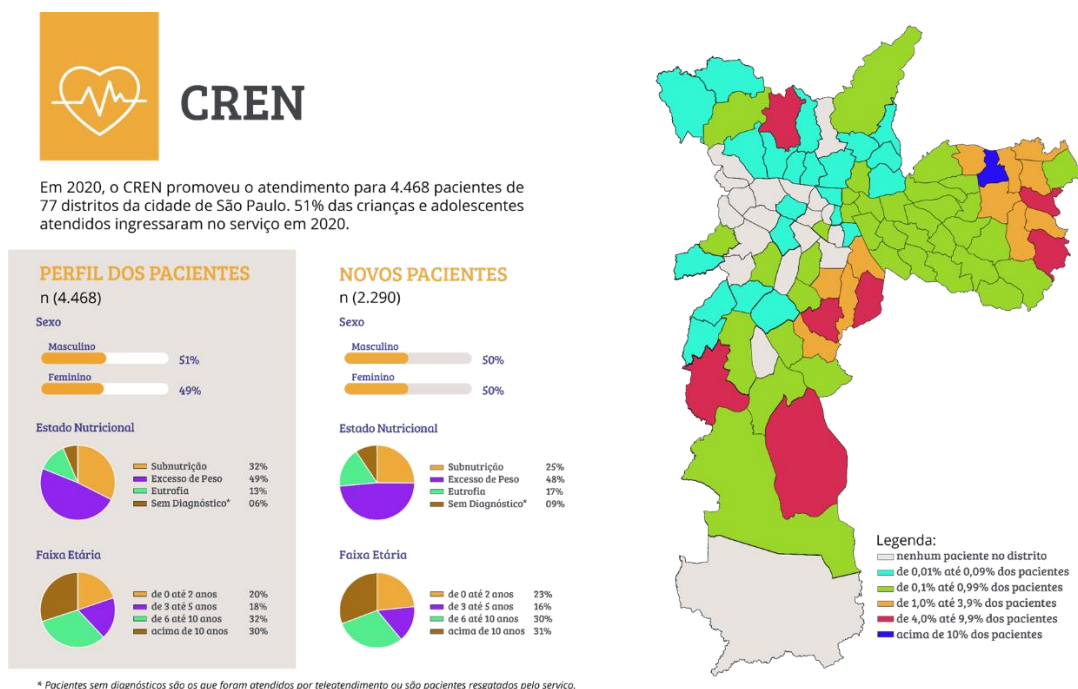 CREN
Em 2020, o CREN promoveu o atendimento para 4.468 pacientes de
77 distritos da cidade de São Paulo. 51% das crianças e adolescentes
atendidos ingressaram no serviço em 2020.
PERFIL DOS PACIENTES
n (4.468)
Sexo
Masculino
51%
Feminino
49%
Estado Nutricional
Subnutrição 32%
Excesso de Peso 49%
Eutrofia 13%
Sem Diagnóstico* 06%
Faixa Etária
de 0 até 2 anos 20%
de 3 até 5 anos 18%
de 6 até 10 anos 32%
acima de 10 anos 30%
NOVOS PACIENTES
n (2.290)
Sexo
Masculino
50%
Feminino
50%
Estado Nutricional
Subnutrição 25%
Excesso de Peso 48%
Eutrofia 17%
Sem Diagnóstico* 09%
Faixa Etária
de 0 até 2 anos 23%
de 3 até 5 anos 16%
de 6 até 10 anos 30%
acima de 10 anos 31%
Legenda:
nenhum paciente no distrito
de 0,01% até 0,09% dos pacientes
de 0,1% até 0,99% dos pacientes
de 1,0% até 3,9% dos pacientes
de 4,0% até 9,9% dos pacientes
acima de 10% dos pacientes
* Pacientes sem diagnósticos são os que foram atendidos por teleatendimento ou são pacientes resgatados pelo serviço.